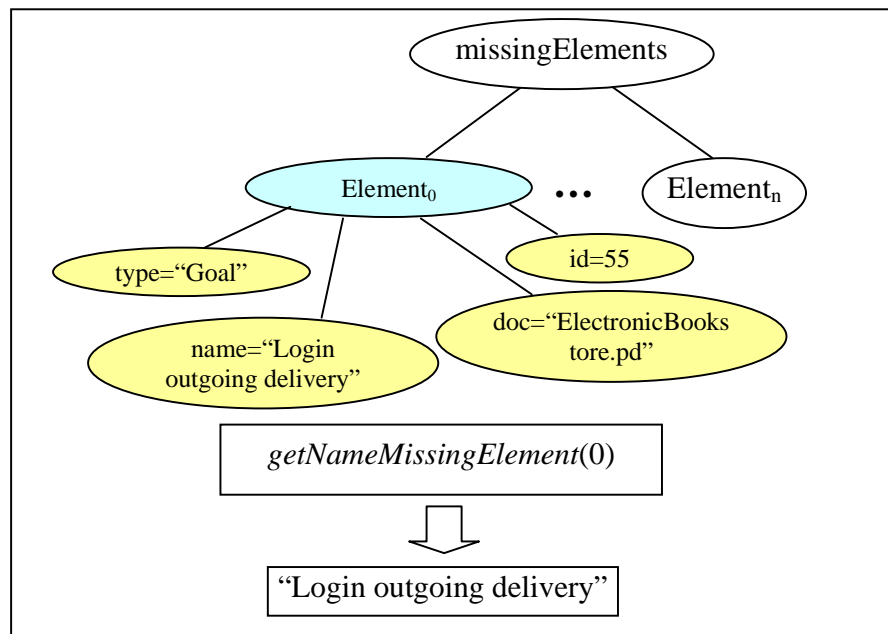 missingElements
Element₀
...
Elementₙ
type=“Goal”
id=55
name=“Login
outgoing delivery”
doc=“ElectronicBooks
tore.pd”
getNameMissingElement(0)
“Login outgoing delivery”